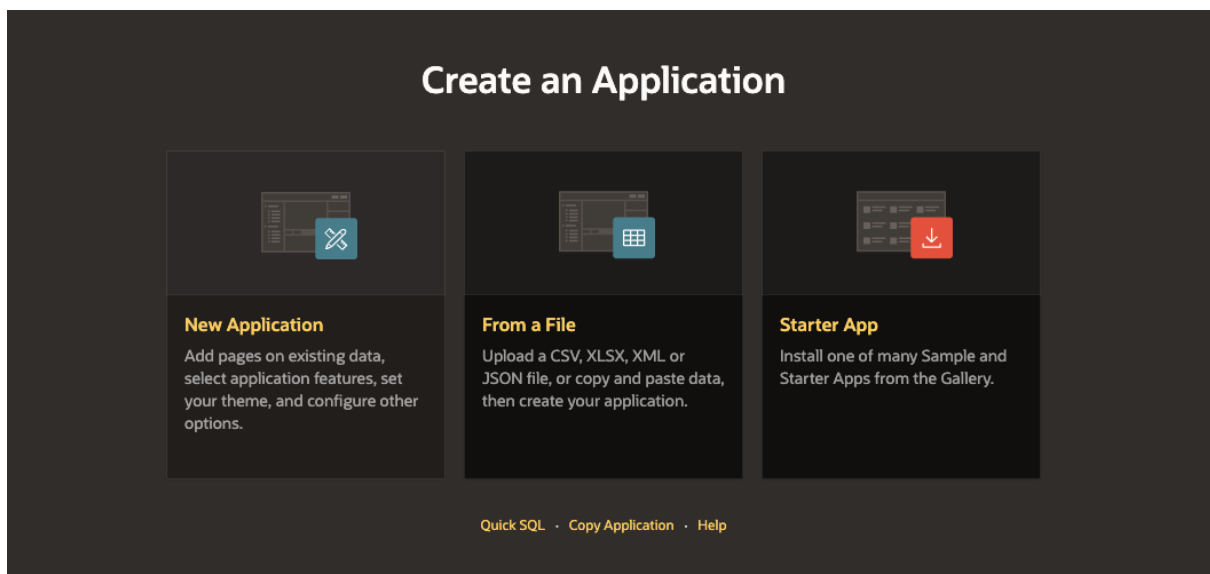 Create an Application
New Application
Add pages on existing data,
select application features, set
your theme, and configure other
options.
From a File
Upload a CSV, XLSX, XML or
JSON file, or copy and paste data,
then create your application.
Starter App
Install one of many Sample and
Starter Apps from the Gallery.
Quick SQL · Copy Application · Help